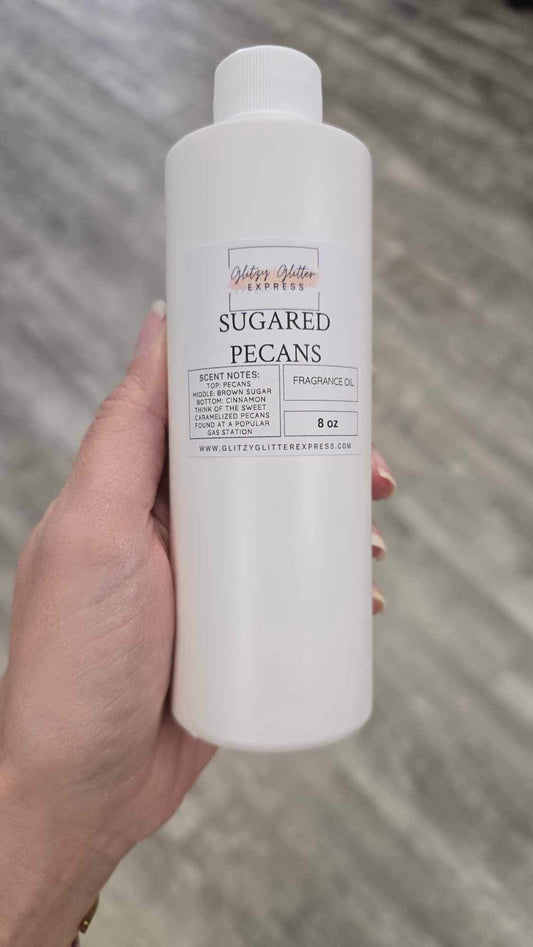 Glitzy Glitter
EXPRESS
SUGARED
PECANS
SCENT NOTES:
TOP: PECANS
MIDDLE: BROWN SUGAR
BOTTOM: CINNAMON
THINK OF THE SWEET
CARAMELIZED PECANS
FOUND AT A POPULAR
GAS STATION
FRAGRANCE OIL
8 oz
WWW.GLITZYGLITTEREXPRESS.COM